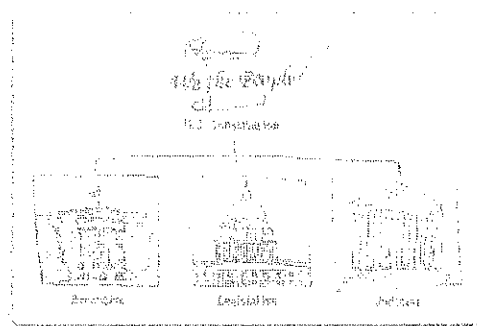 We the People
U.S. Constitution
Executive
Legislative
Judicial